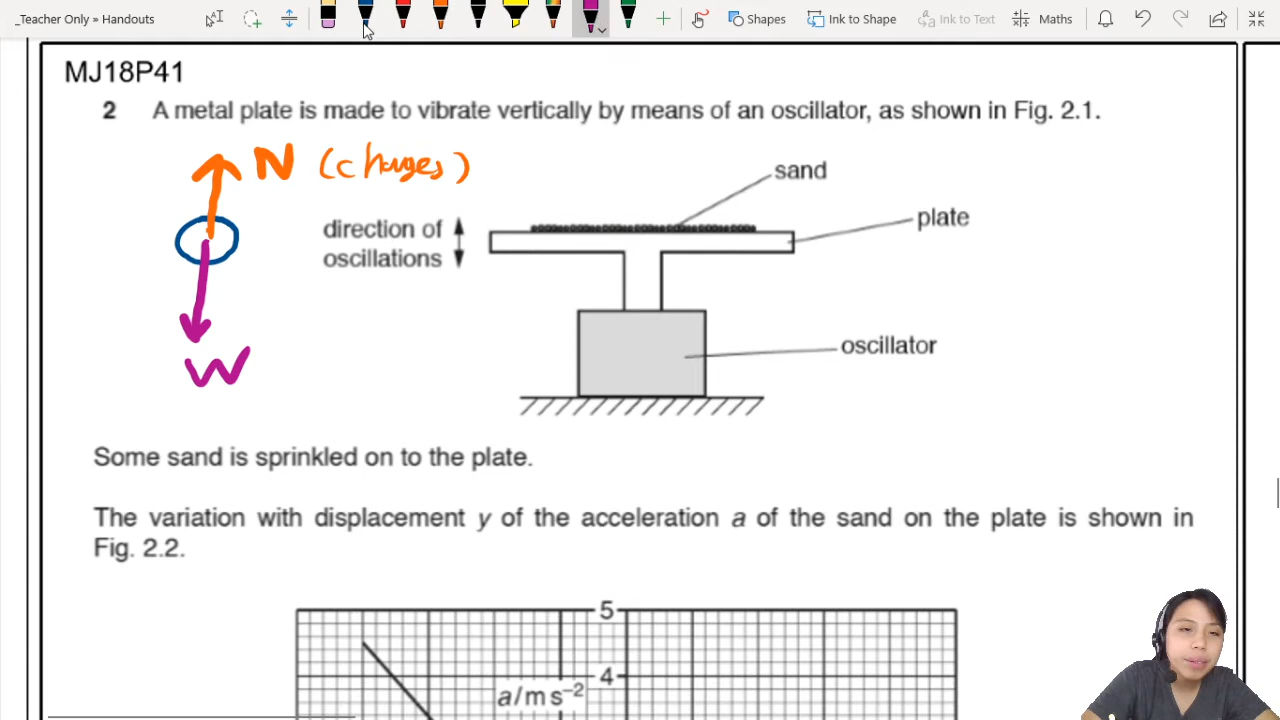 _Teacher Only » Handouts
Shapes
Ink to Shape
Ink to Text
Maths
MJ18P41
2 A metal plate is made to vibrate vertically by means of an oscillator, as shown in Fig. 2.1.
N (changes)
sand
plate
direction of
oscillations
oscillator
W
Some sand is sprinkled on to the plate.
The variation with displacement y of the acceleration a of the sand on the plate is shown in
Fig. 2.2.
5
4
a/m s⁻²